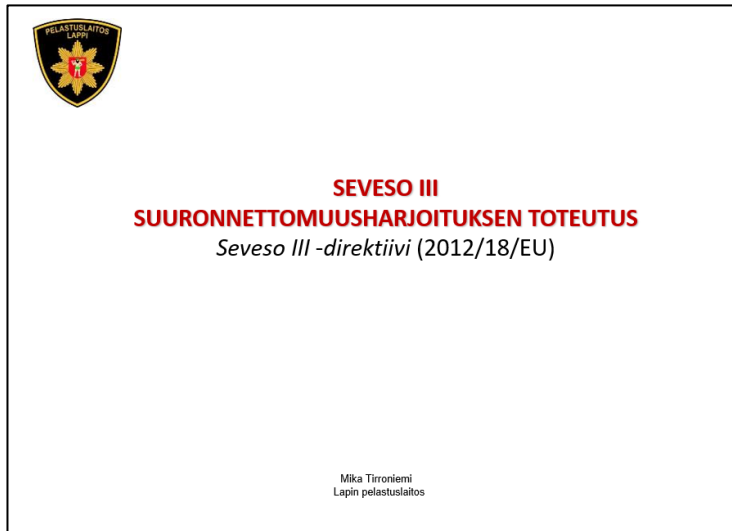 PELASTUSLAITOS
LAPPI
SEVESO III
SUURONNETTOMUUSHARJOITUKSEN TOTEUTUS
Seveso III -direktiivi (2012/18/EU)
Mika Tirroniemi
Lapin pelastuslaitos